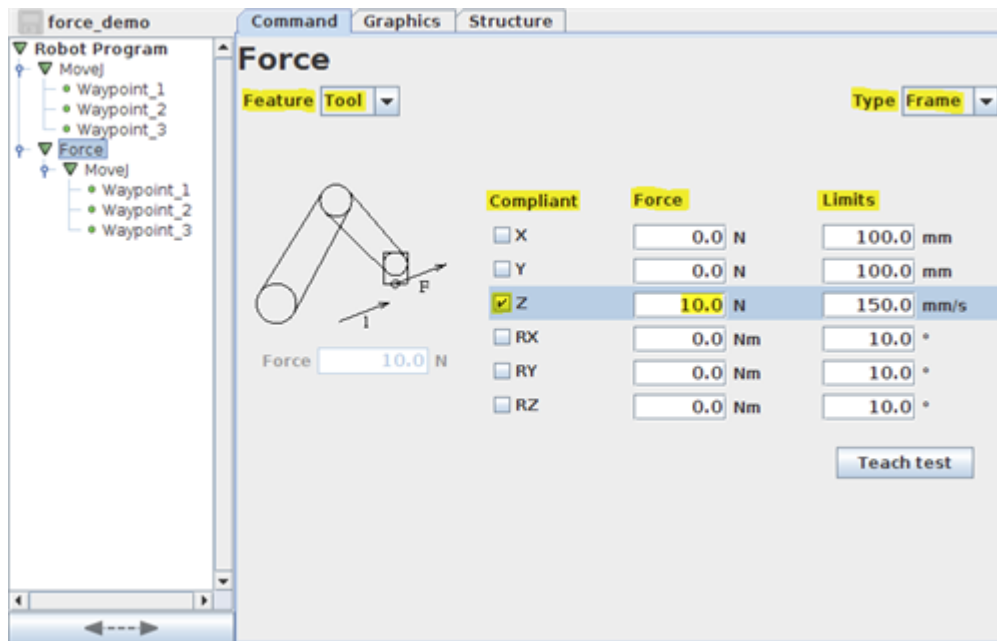 force_demo
Command Graphics Structure
Robot Program
MoveJ
Waypoint_1
Waypoint_2
Waypoint_3
Force
MoveJ
Waypoint_1
Waypoint_2
Waypoint_3
Force
Feature Tool
Type Frame
F
1
Force 10.0 N
Compliant Force Limits
X 0.0 N 100.0 mm
Y 0.0 N 100.0 mm
Z 10.0 N 150.0 mm/s
RX 0.0 Nm 10.0 °
RY 0.0 Nm 10.0 °
RZ 0.0 Nm 10.0 °
Teach test